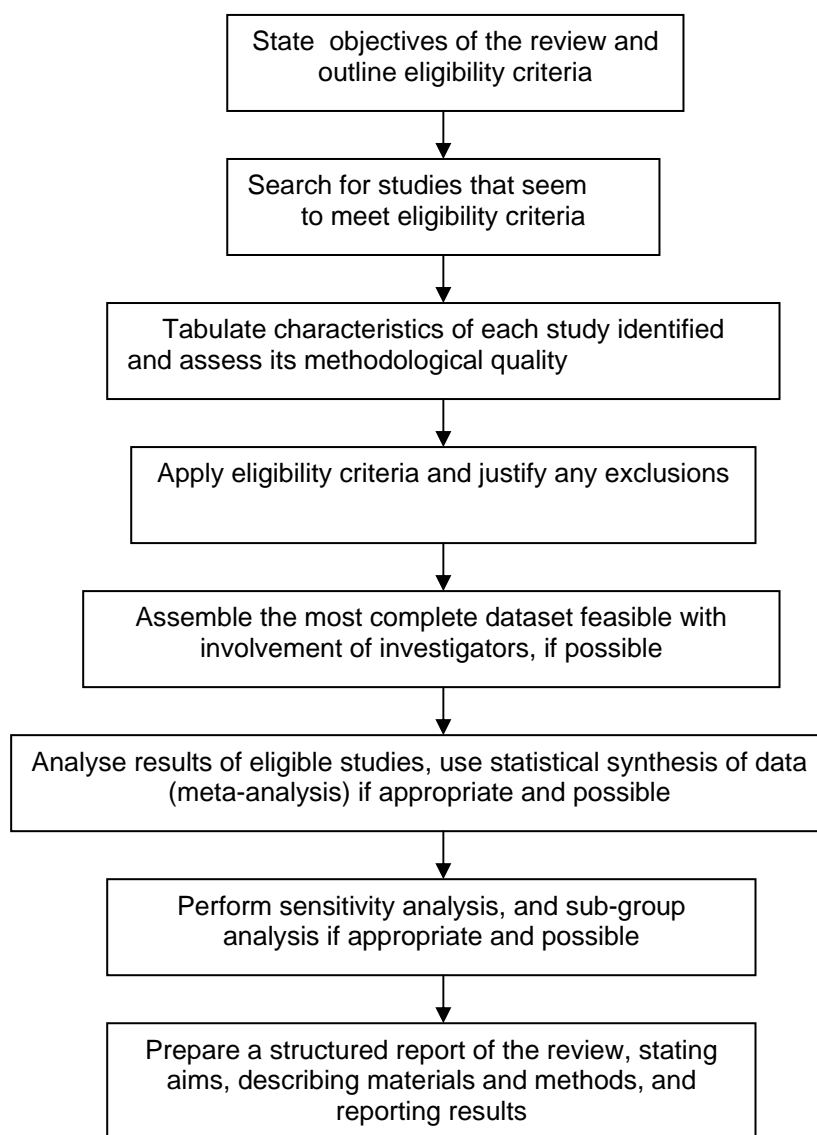 State objectives of the review and
outline eligibility criteria
Search for studies that seem
to meet eligibility criteria
Tabulate characteristics of each study identified
and assess its methodological quality
Apply eligibility criteria and justify any exclusions
Assemble the most complete dataset feasible with
involvement of investigators, if possible
Analyse results of eligible studies, use statistical synthesis of data
(meta-analysis) if appropriate and possible
Perform sensitivity analysis, and sub-group
analysis if appropriate and possible
Prepare a structured report of the review, stating
aims, describing materials and methods, and
reporting results